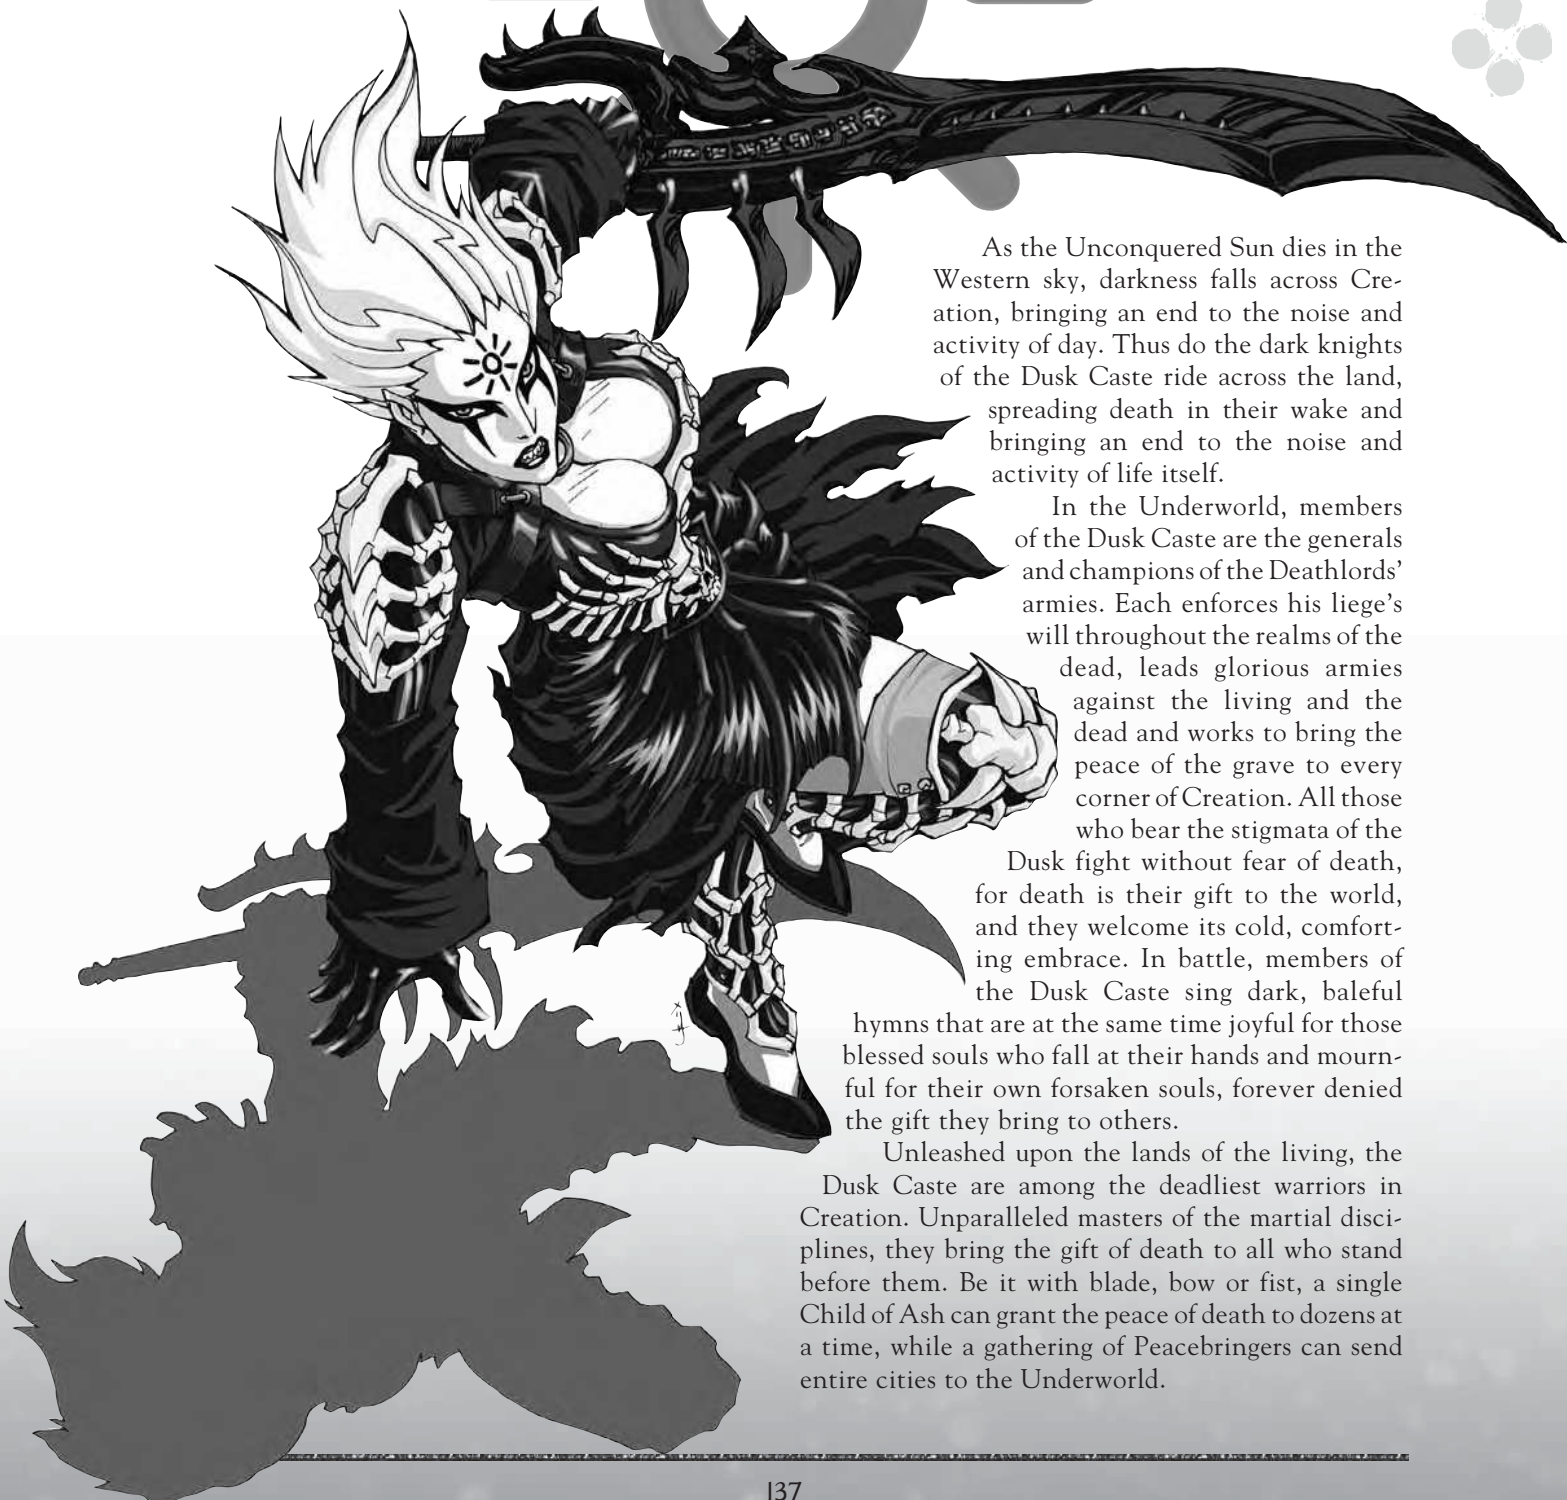 As the Unconquered Sun dies in the
Western sky, darkness falls across Cre-
ation, bringing an end to the noise and
activity of day. Thus do the dark knights
of the Dusk Caste ride across the land,
spreading death in their wake and
bringing an end to the noise and
activity of life itself.
In the Underworld, members
of the Dusk Caste are the generals
and champions of the Deathlords’
armies. Each enforces his liege’s
will throughout the realms of the
dead, leads glorious armies
against the living and the
dead and works to bring the
peace of the grave to every
corner of Creation. All those
who bear the stigmata of the
Dusk fight without fear of death,
for death is their gift to the world,
and they welcome its cold, comfort-
ing embrace. In battle, members of
the Dusk Caste sing dark, baleful
hymns that are at the same time joyful for those
blessed souls who fall at their hands and mourn-
ful for their own forsaken souls, forever denied
the gift they bring to others.
Unleashed upon the lands of the living, the
Dusk Caste are among the deadliest warriors in
Creation. Unparalleled masters of the martial disci-
plines, they bring the gift of death to all who stand
before them. Be it with blade, bow or fist, a single
Child of Ash can grant the peace of death to dozens at
a time, while a gathering of Peacebringers can send
entire cities to the Underworld.
137